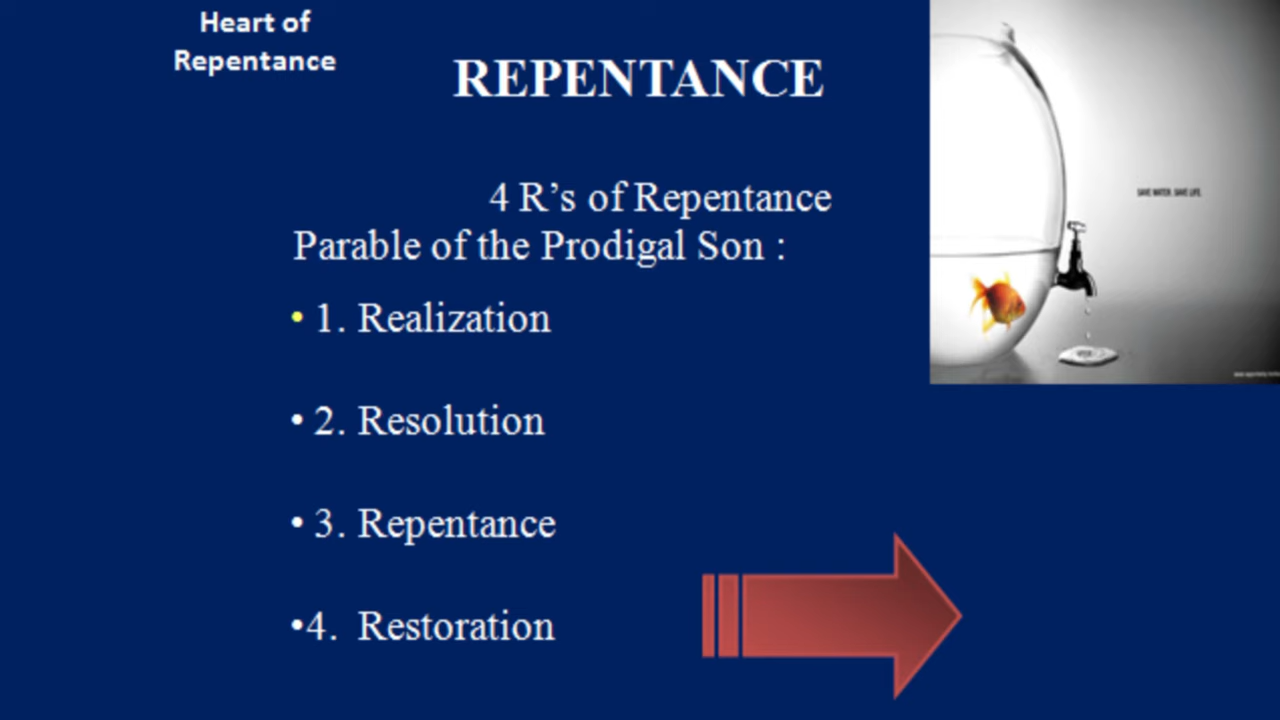 Heart of
Repentance
REPENTANCE
4 R’s of Repentance
Parable of the Prodigal Son :
• 1. Realization
• 2. Resolution
• 3. Repentance
•4. Restoration
SAVE WATER. SAVE LIFE.